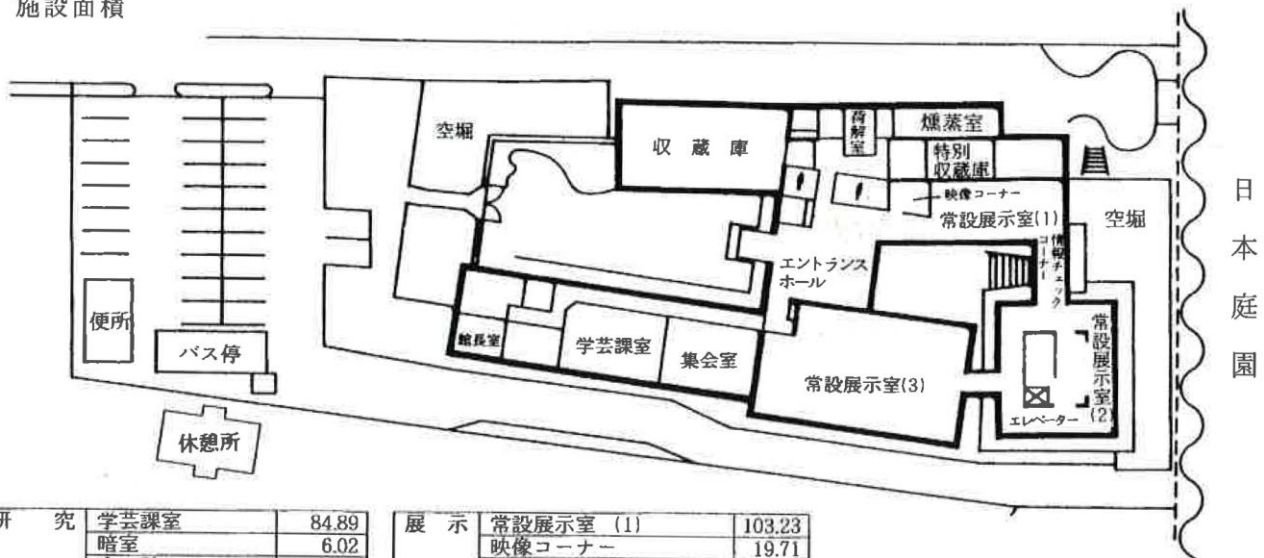 施設面積
空堀
収蔵庫
荷解室
燻蒸室
特別
収蔵庫
映像コーナー
常設展示室(1)
空堀
情報チェック
コーナー
エントランス
ホール
日本庭園
便所
バス停
館長室
学芸課室
集会室
常設展示室(3)
常設展示室
(2)
エレベーター
休憩所
研究 学芸課室 84.89
暗室 6.02
展示 常設展示室 (1) 103.23
映像コーナー 19.71